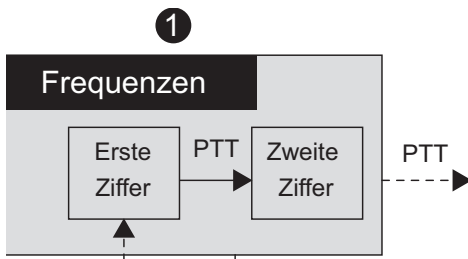 1
Frequenzen
Erste
Ziffer
PTT
Zweite
Ziffer
PTT